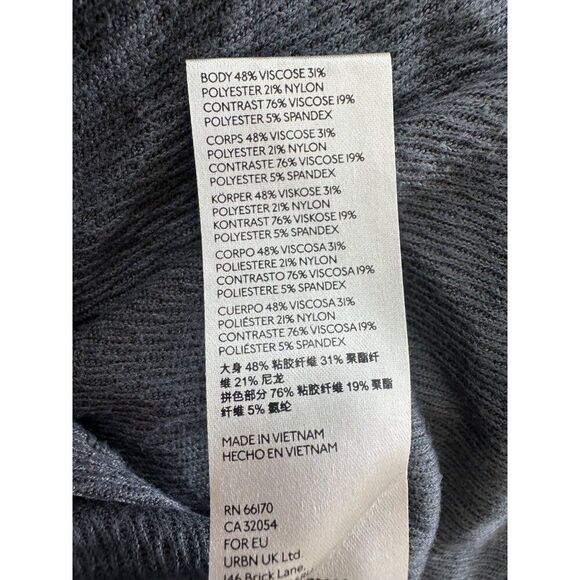 BODY 48% VISCOSE 31%
POLYESTER 21% NYLON
CONTRAST 76% VISCOSE 19%
POLYESTER 5% SPANDEX
CORPS 48% VISCOSE 31%
POLYESTER 21% NYLON
CONTRASTE 76% VISCOSE 19%
POLYESTER 5% SPANDEX
KÖRPER 48% VISKOSE 31%
POLYESTER 21% NYLON
KONTRAST 76% VISKOSE 19%
POLYESTER 5% SPANDEX
CORPO 48% VISCOSA 31%
POLIESTERE 21% NYLON
CONTRASTO 76% VISCOSA 19%
POLIESTERE 5% SPANDEX
CUERPO 48% VISCOSA 31%
POLIÉSTER 21% NYLON
CONTRASTE 76% VISCOSA 19%
POLIÉSTER 5% SPANDEX
大身 48% 粘胶纤维 31% 聚酯纤
维 21% 尼龙
拼色部分 76% 粘胶纤维 19% 聚酯
纤维 5% 氨纶
MADE IN VIETNAM
HECHO EN VIETNAM
RN 66170
CA 32054
FOR EU
URBN UK Ltd.
146 Brick Lane,